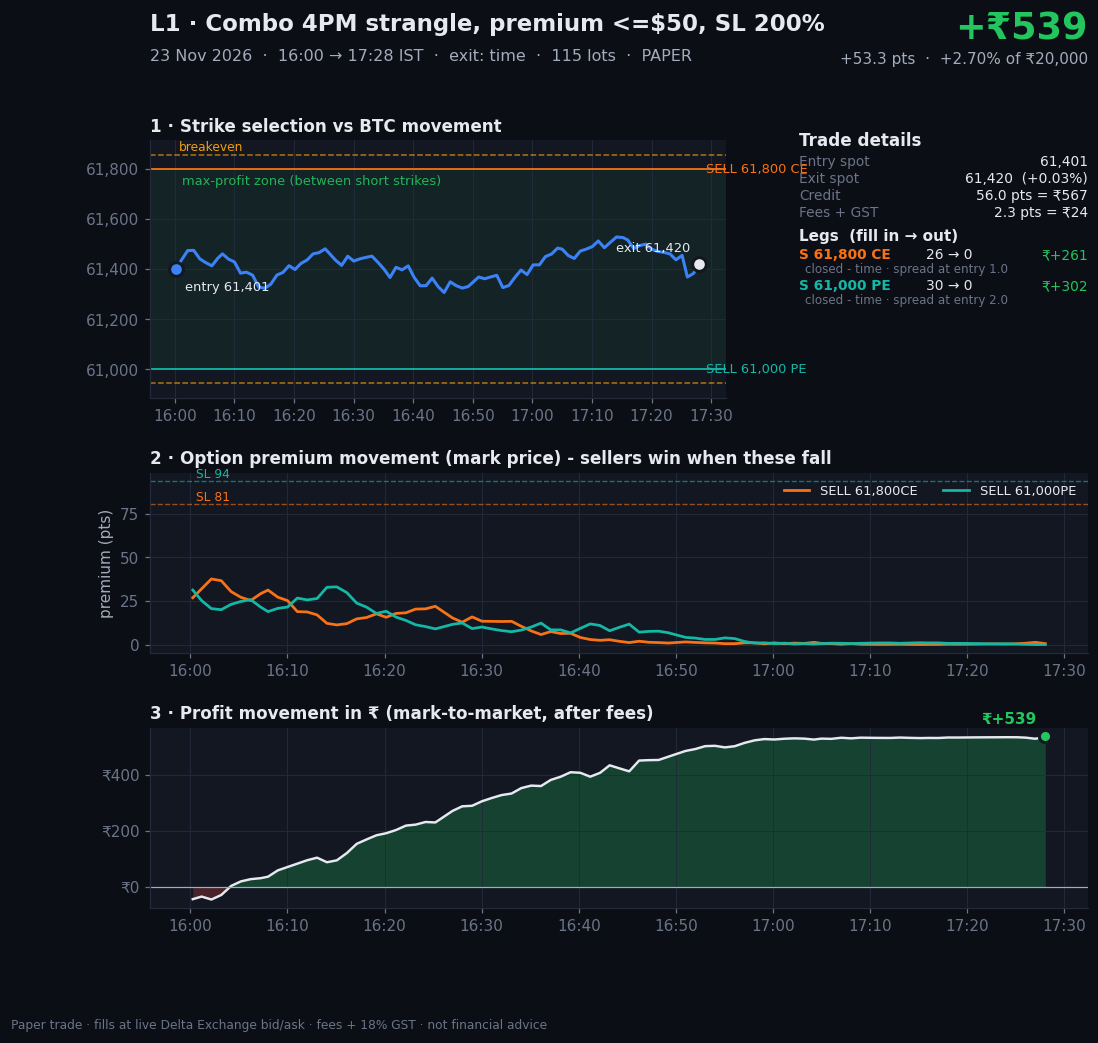 L1 · Combo 4PM strangle, premium <=$50, SL 200%
+₹539
23 Nov 2026 · 16:00 → 17:28 IST · exit: time · 115 lots · PAPER
+53.3 pts · +2.70% of ₹20,000
1 · Strike selection vs BTC movement
breakeven
61,800
SELL 61,800 CE
max-profit zone (between short strikes)
61,600
exit 61,420
61,400
entry 61,401
61,200
61,000
SELL 61,000 PE
16:00 16:10 16:20 16:30 16:40 16:50 17:00 17:10 17:20 17:30
Trade details
Entry spot 61,401
Exit spot 61,420 (+0.03%)
Credit 56.0 pts = ₹567
Fees + GST 2.3 pts = ₹24
Legs (fill in → out)
S 61,800 CE 26 → 0 ₹+261
closed - time · spread at entry 1.0
S 61,000 PE 30 → 0 ₹+302
closed - time · spread at entry 2.0
2 · Option premium movement (mark price) - sellers win when these fall
SL 94
SL 81
SELL 61,800CE SELL 61,000PE
premium (pts)
75
50
25
0
16:00 16:10 16:20 16:30 16:40 16:50 17:00 17:10 17:20 17:30
3 · Profit movement in ₹ (mark-to-market, after fees)
₹+539
₹400
₹200
₹0
16:00 16:10 16:20 16:30 16:40 16:50 17:00 17:10 17:20 17:30
Paper trade · fills at live Delta Exchange bid/ask · fees + 18% GST · not financial advice